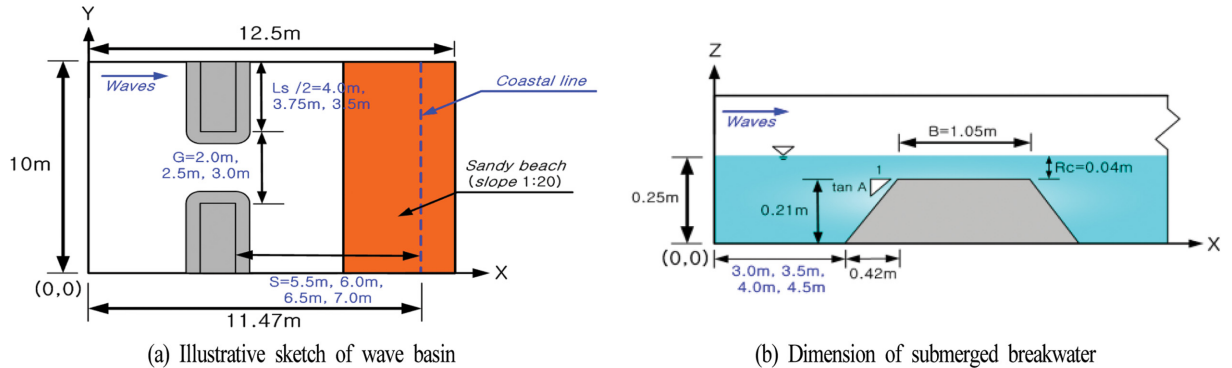 Y
12.5m
Waves
Ls /2=4.0m,
3.75m, 3.5m
Coastal line
10m
G=2.0m,
2.5m, 3.0m
Sandy beach
(slope 1:20)
X
(0,0)
S=5.5m, 6.0m,
6.5m, 7.0m
11.47m
(a) Illustrative sketch of wave basin
Z
Waves
B=1.05m
Rc=0.04m
1
tan A
0.25m
0.21m
X
(0,0)
3.0m, 3.5m,
4.0m, 4.5m
0.42m
(b) Dimension of submerged breakwater